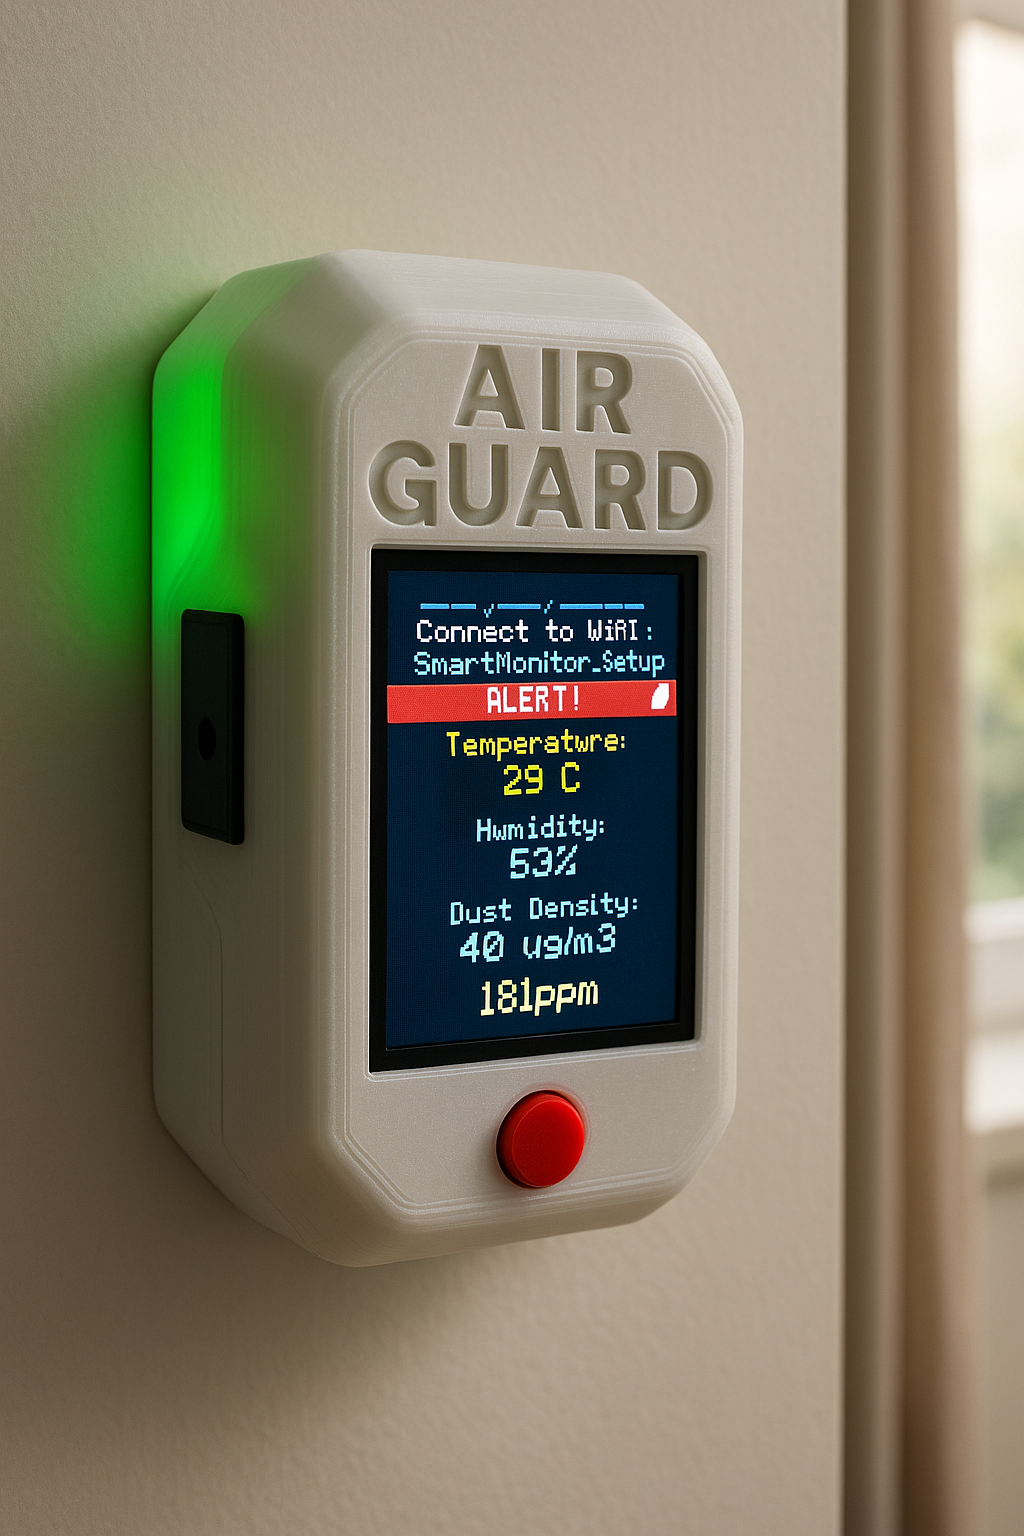 AIR
GUARD
Connect to WiRI:
SmartMonitor_Setup
ALERT!
Temperatwre:
29 C
Hwmidity:
53%
Dust Density:
40 ug/m3
181ppm